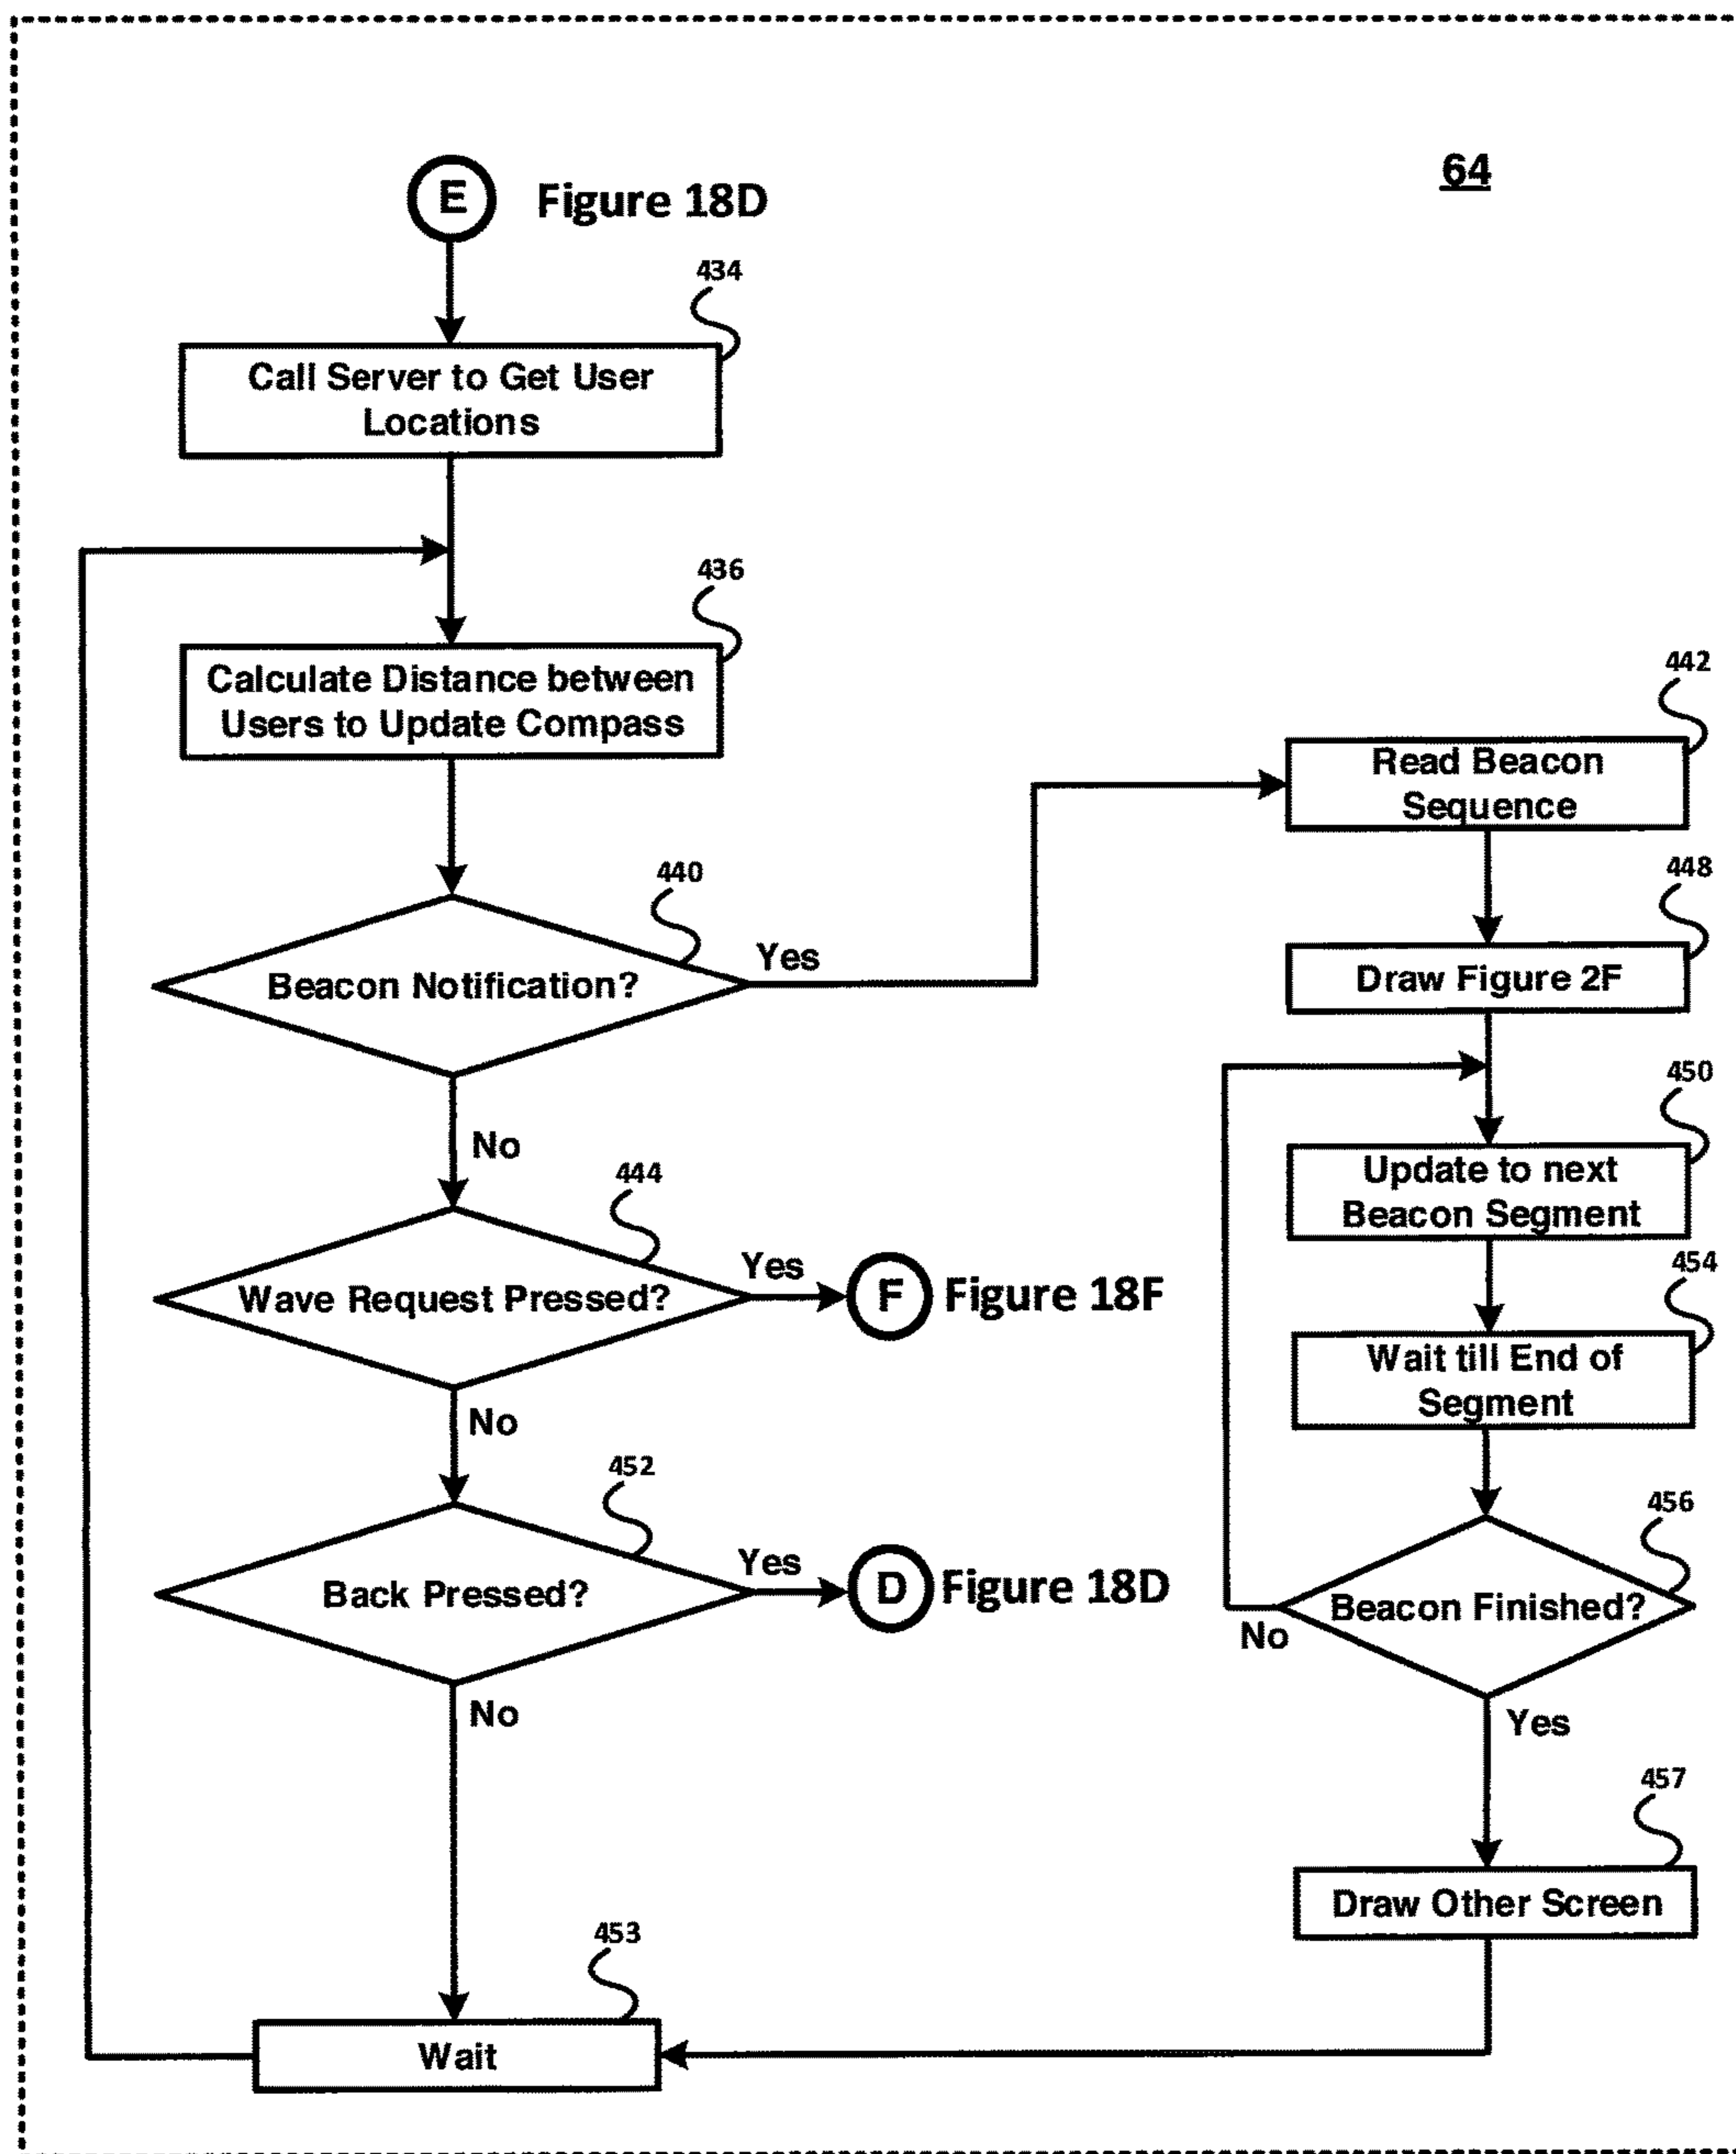 64
E Figure 18D
434
Call Server to Get User
Locations
436
Calculate Distance between
Users to Update Compass
440
Beacon Notification?
Yes
No
444
Wave Request Pressed?
Yes
F Figure 18F
No
452
Back Pressed?
Yes
D Figure 18D
No
453
Wait
442
Read Beacon
Sequence
448
Draw Figure 2F
450
Update to next
Beacon Segment
454
Wait till End of
Segment
456
Beacon Finished?
No
Yes
457
Draw Other Screen